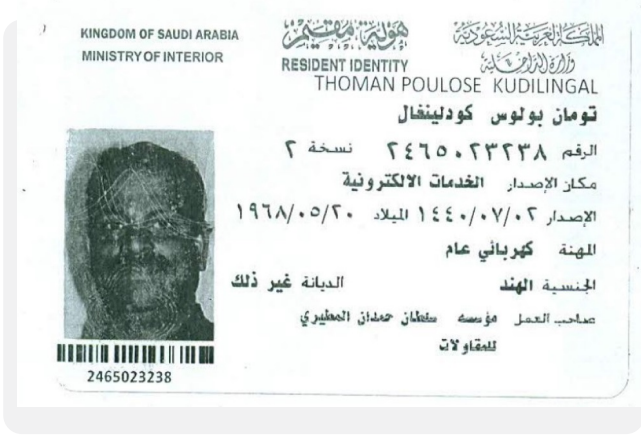 KINGDOM OF SAUDI ARABIA
MINISTRY OF INTERIOR
هوية مقيم
RESIDENT IDENTITY
المملكة العربية السعودية
وزارة الداخلية
THOMAN POULOSE KUDILINGAL
تومان بولوس كودلينغال
الرقم ٢٤٦٥٠٢٣٢٣٨ نسخة ٢
مكان الإصدار الخدمات الالكترونية
الإصدار ١٤٤٠/٠٧/٠٢ الميلاد ١٩٦٨/٠٥/٢٠
المهنة كهربائي عام
الجنسية الهند الديانة غير ذلك
صاحب العمل مؤسسه سلطان حمدان المطيري
للمقاولات
2465023238